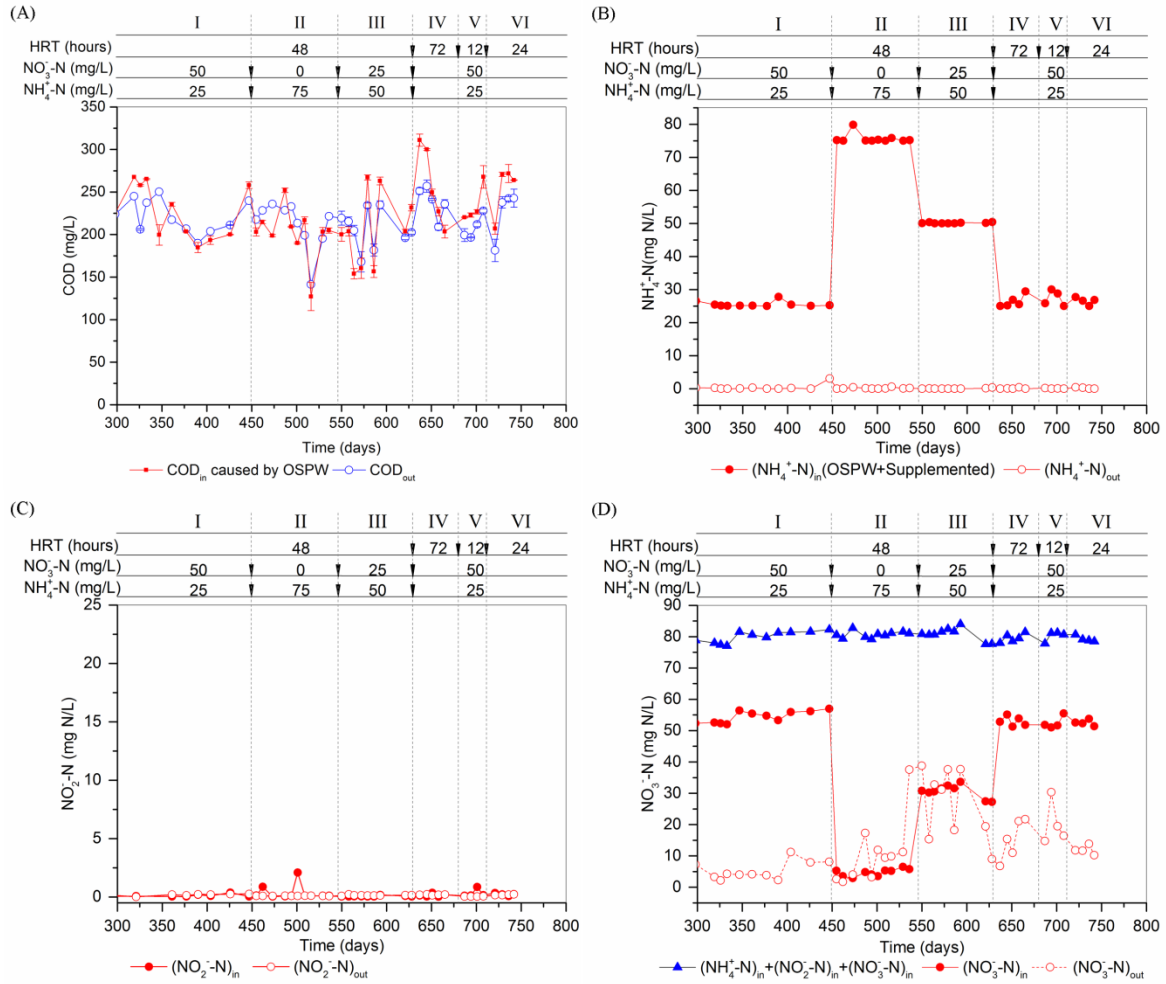 (A)
I II III IV V VI
HRT (hours) 48 72 12 24
NO₃⁻-N (mg/L) 50 0 25 50
NH₄⁺-N (mg/L) 25 75 50 25
COD (mg/L)
350
300
250
200
150
100
50
0
300 350 400 450 500 550 600 650 700 750 800
Time (days)
COD_in caused by OSPW COD_out
(B)
I II III IV V VI
HRT (hours) 48 72 12 24
NO₃⁻-N (mg/L) 50 0 25 50
NH₄⁺-N (mg/L) 25 75 50 25
NH₄⁺-N(mg N/L)
80
70
60
50
40
30
20
10
0
300 350 400 450 500 550 600 650 700 750 800
Time (days)
(NH₄⁺-N)in(OSPW+Supplemented) (NH₄⁺-N)out
(C)
I II III IV V VI
HRT (hours) 48 72 12 24
NO₃⁻-N (mg/L) 50 0 25 50
NH₄⁺-N (mg/L) 25 75 50 25
NO₂⁻-N (mg N/L)
25
20
15
10
5
0
300 350 400 450 500 550 600 650 700 750 800
Time (days)
(NO₂⁻-N)in (NO₂⁻-N)out
(D)
I II III IV V VI
HRT (hours) 48 72 12 24
NO₃⁻-N (mg/L) 50 0 25 50
NH₄⁺-N (mg/L) 25 75 50 25
NO₃⁻-N (mg N/L)
90
80
70
60
50
40
30
20
10
0
300 350 400 450 500 550 600 650 700 750 800
Time (days)
(NH₄⁺-N)in+(NO₂⁻-N)in+(NO₃⁻-N)in (NO₃⁻-N)in (NO₃⁻-N)out